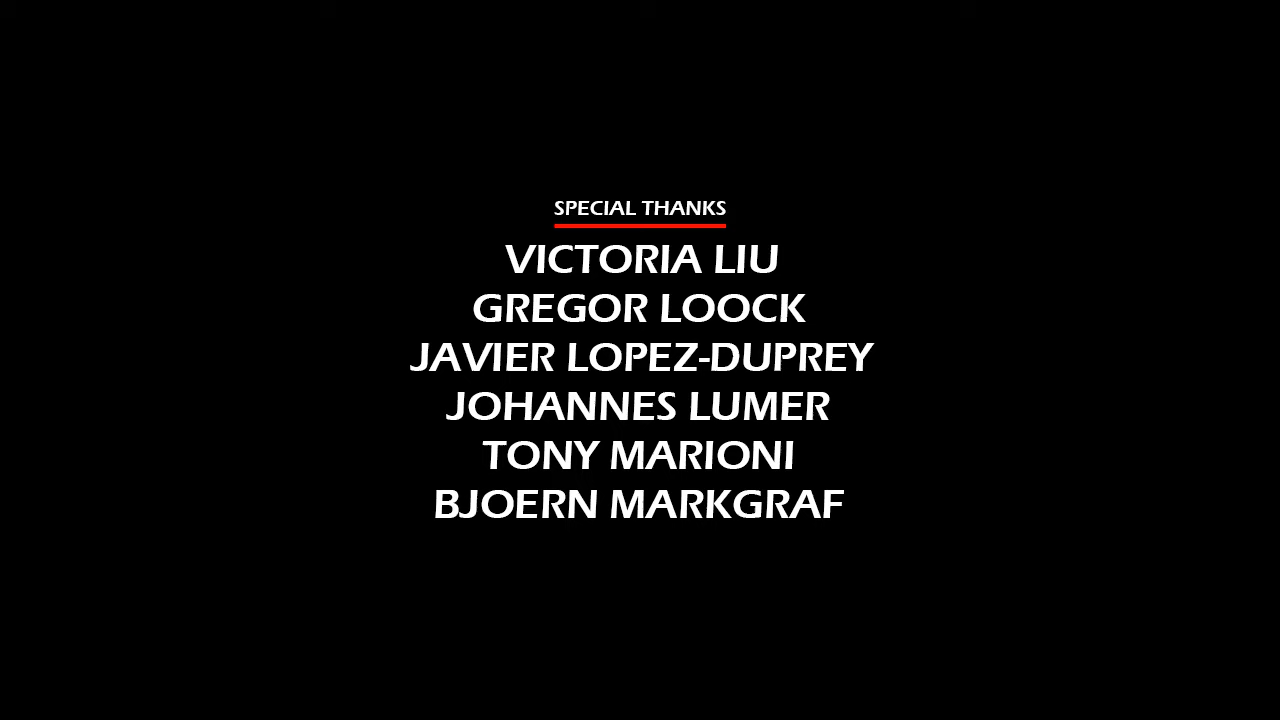 SPECIAL THANKS
VICTORIA LIU
GREGOR LOOCK
JAVIER LOPEZ-DUPREY
JOHANNES LUMER
TONY MARIONI
BJOERN MARKGRAF